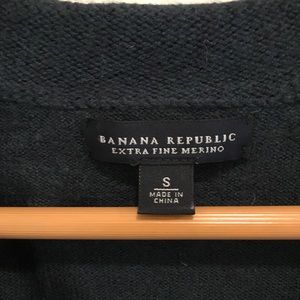 BANANA REPUBLIC
EXTRA FINE MERINO
S
MADE IN
CHINA